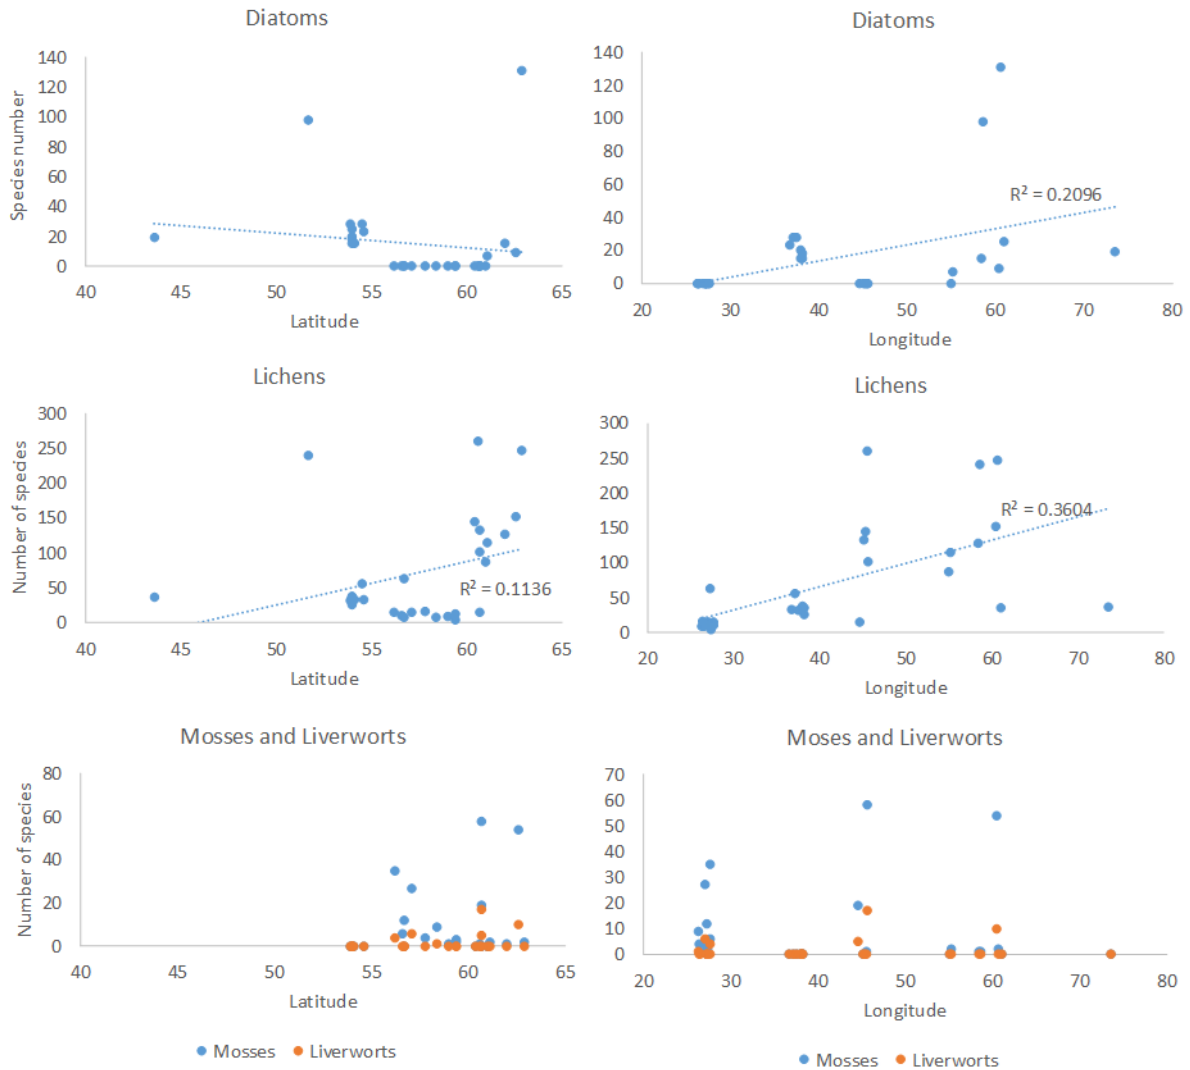 Diatoms
Species number
140
120
100
80
60
40
20
0
40 45 50 55 60 65
Latitude
Diatoms
140
120
100
80
60
40
20
0
R² = 0.2096
20 30 40 50 60 70 80
Longitude
Lichens
Number of species
300
250
200
150
100
50
0
R² = 0.1136
40 45 50 55 60 65
Latitude
Lichens
300
250
200
150
100
50
0
R² = 0.3604
20 30 40 50 60 70 80
Longitude
Mosses and Liverworts
Number of species
80
60
40
20
0
40 45 50 55 60 65
Latitude
Mosses Liverworts
Moses and Liverworts
70
60
50
40
30
20
10
0
20 30 40 50 60 70 80
Longitude
Mosses Liverworts